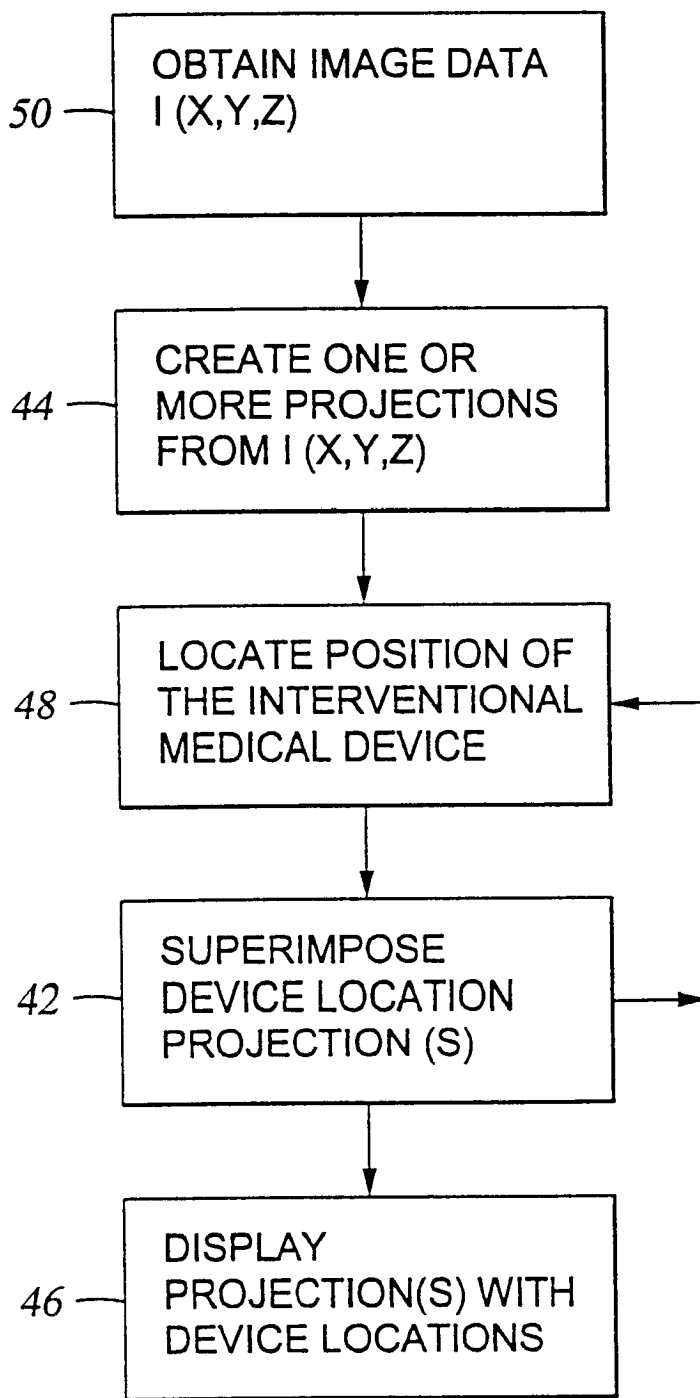 OBTAIN IMAGE DATA
I (X,Y,Z)
50
CREATE ONE OR
MORE PROJECTIONS
FROM I (X,Y,Z)
44
LOCATE POSITION OF
THE INTERVENTIONAL
MEDICAL DEVICE
48
SUPERIMPOSE
DEVICE LOCATION
PROJECTION (S)
42
DISPLAY
PROJECTION(S) WITH
DEVICE LOCATIONS
46